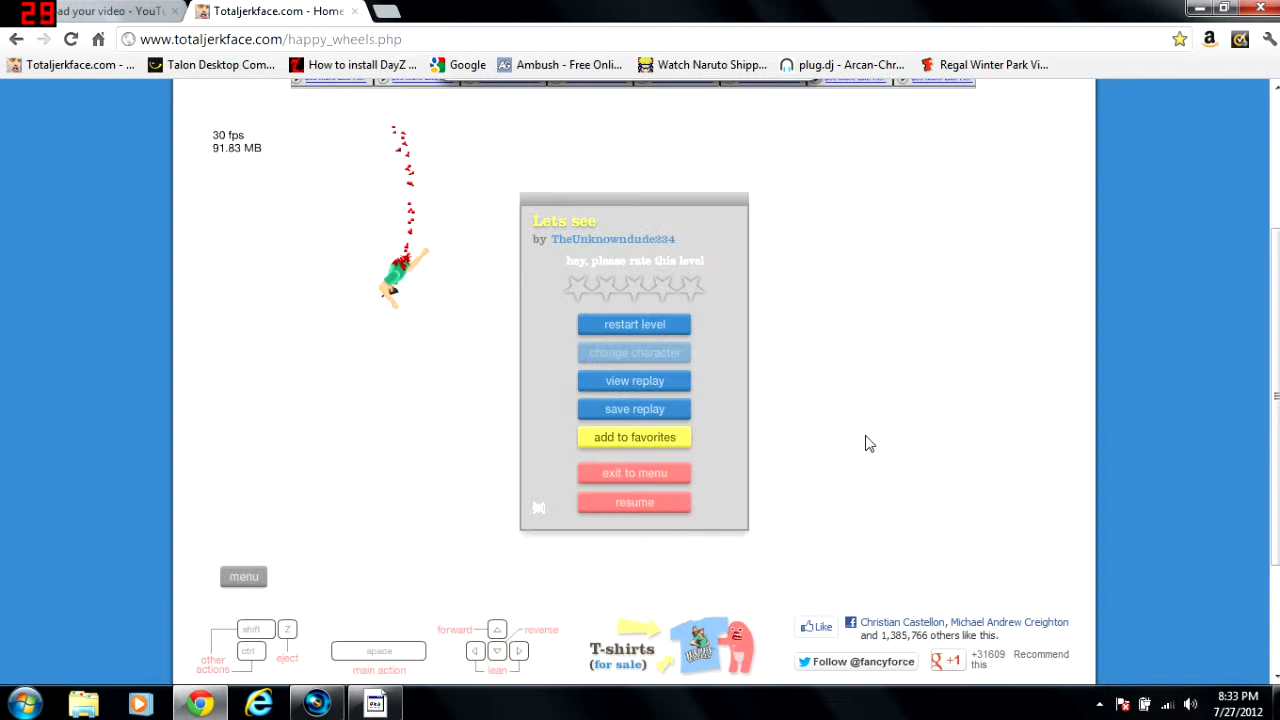 29
ad your video - YouTu
Totaljerkface.com - Home
www.totaljerkface.com/happy_wheels.php
Totaljerkface.com - ...
Talon Desktop Com...
How to install DayZ ...
Google
Ambush - Free Onli...
Watch Naruto Shipp...
plug.dj - Arcan-Chr...
Regal Winter Park Vi...
30 fps
91.83 MB
Lets see
by TheUnknowndude234
hey, please rate this level
restart level
change character
view replay
save replay
add to favorites
exit to menu
resume
menu
shift
Z
ctrl
other actions
eject
space
main action
forward
reverse
lean
T-shirts
(for sale)
Like
Christian Castellon, Michael Andrew Creighton
and 1,385,766 others like this.
Follow @fancyforce
+1
+31609 Recommend
this
8:33 PM
7/27/2012